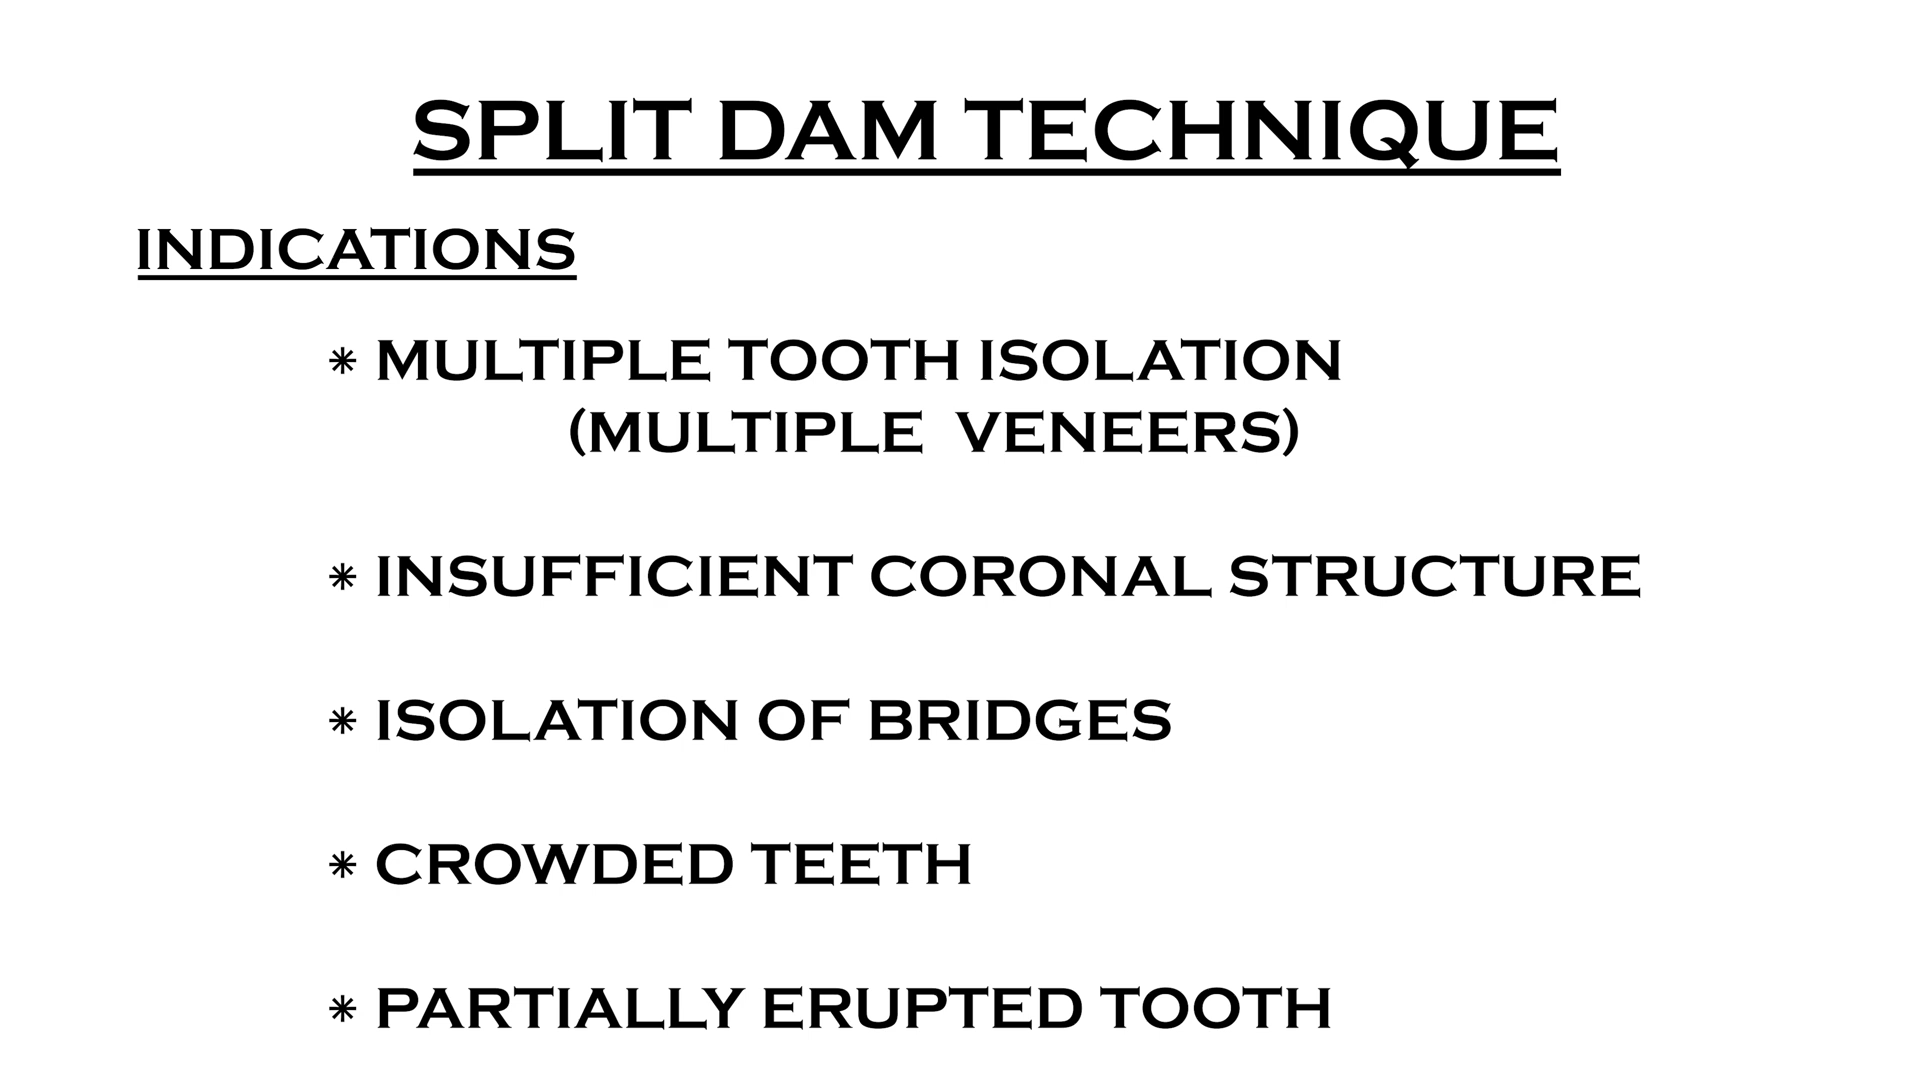 SPLIT DAM TECHNIQUE
INDICATIONS
* MULTIPLE TOOTH ISOLATION
(MULTIPLE VENEERS)
* INSUFFICIENT CORONAL STRUCTURE
* ISOLATION OF BRIDGES
* CROWDED TEETH
* PARTIALLY ERUPTED TOOTH